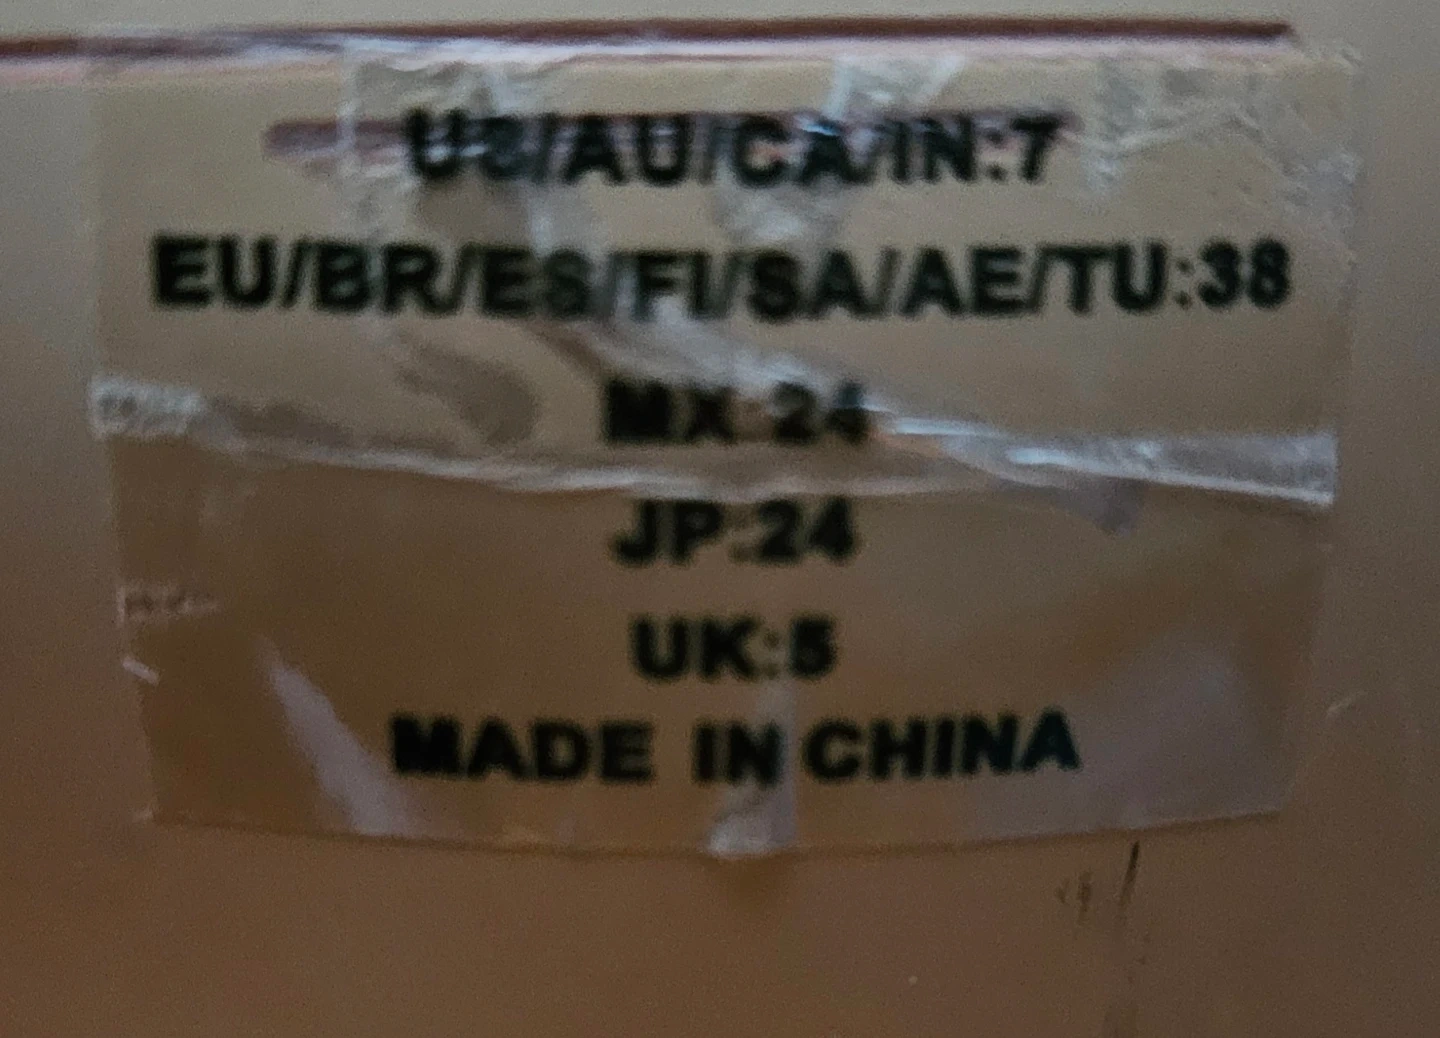 US/AU/CA/IN:7
EU/BR/ES/FI/SA/AE/TU:38
MX:24
JP:24
UK:5
MADE IN CHINA